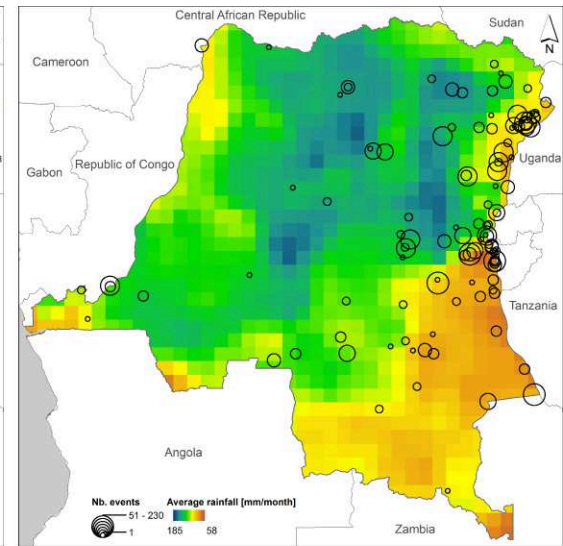 Central African Republic
Sudan
Cameroon
N
Gabon
Republic of Congo
Uganda
Tanzania
Angola
Nb. events
51 - 230
1
Average rainfall [mm/month]
185 58
Zambia